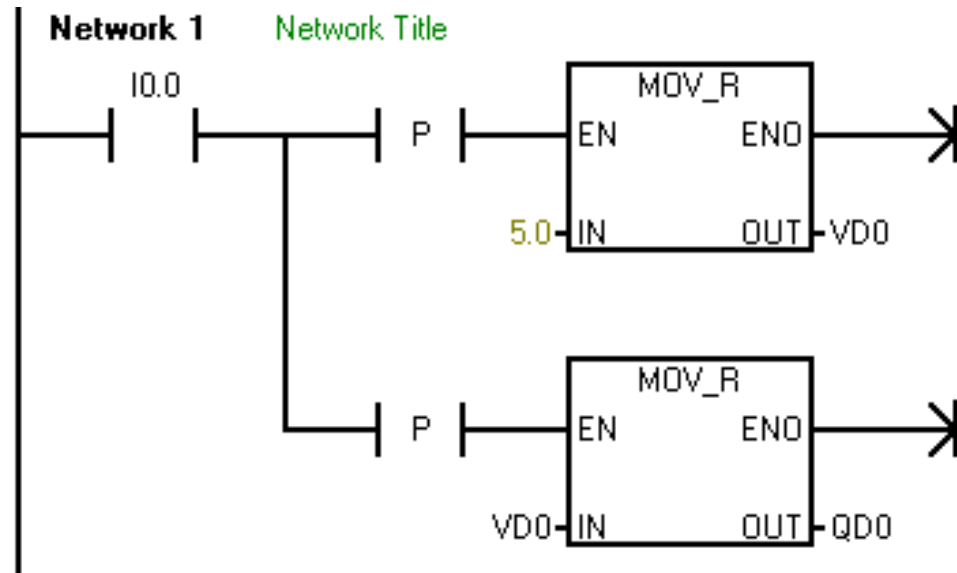 Network 1 Network Title
I0.0
MOV_R
P EN ENO
5.0 IN OUT VD0
MOV_R
P EN ENO
VD0 IN OUT QD0